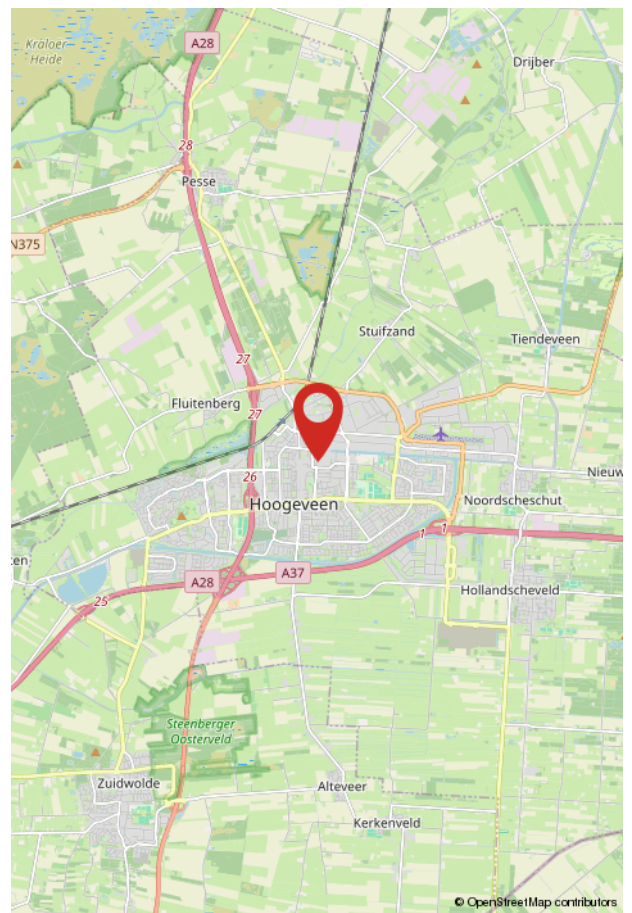 Kraloer
Heide
A28
Drijber
28
Pesse
N375
Stuifzand
Tiendeveen
27
Fluitenberg
27
26
Nieuw
Hoogeveen
Noordscheschut
1
1
ten
A28
A37
25
Hollandscheveld
Steenberger
Oosterveld
Zuidwolde
Alteveer
Kerkenveld
© OpenStreetMap contributors